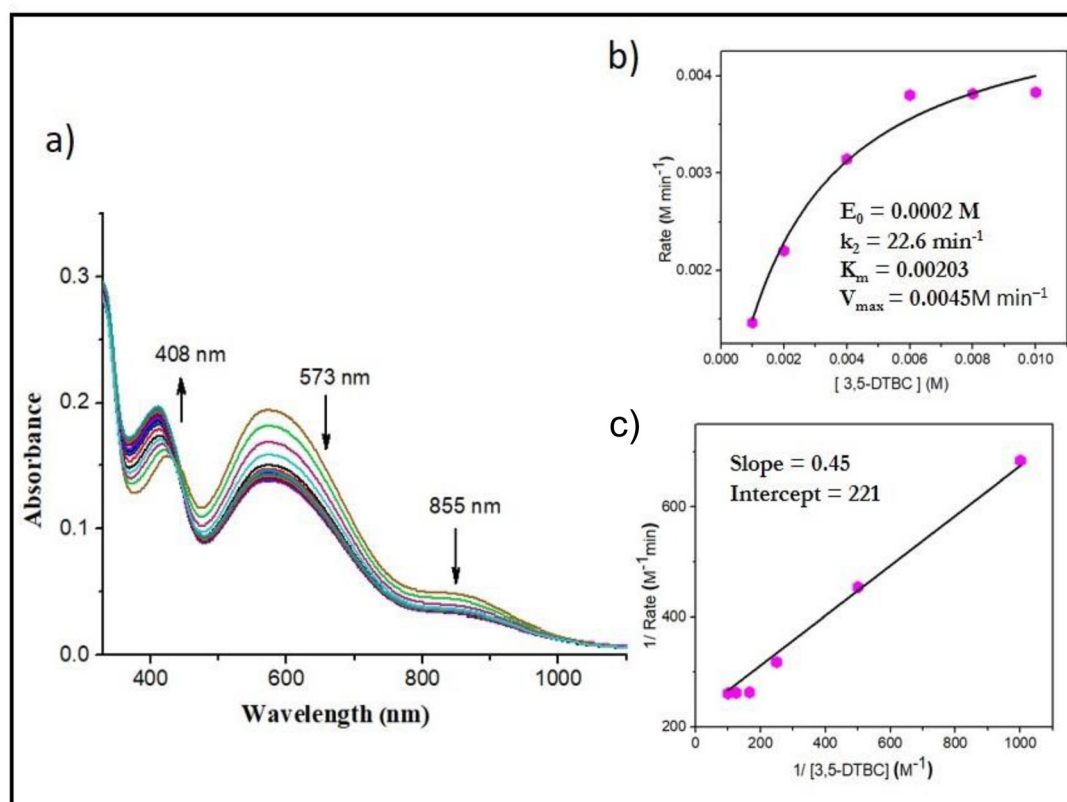 a)
408 nm
573 nm
855 nm
0.3
0.2
0.1
0.0
Absorbance
400 600 800 1000
Wavelength (nm)
b)
0.004
0.003
0.002
Rate (M min⁻¹)
E₀ = 0.0002 M
k₂ = 22.6 min⁻¹
Kₘ = 0.00203
Vₘₐₓ = 0.0045M min⁻¹
0.000 0.002 0.004 0.006 0.008 0.010
[ 3,5-DTBC ] (M)
c)
Slope = 0.45
Intercept = 221
600
400
200
1/ Rate (M⁻¹min)
0 200 400 600 800 1000
1/ [3,5-DTBC] (M⁻¹)